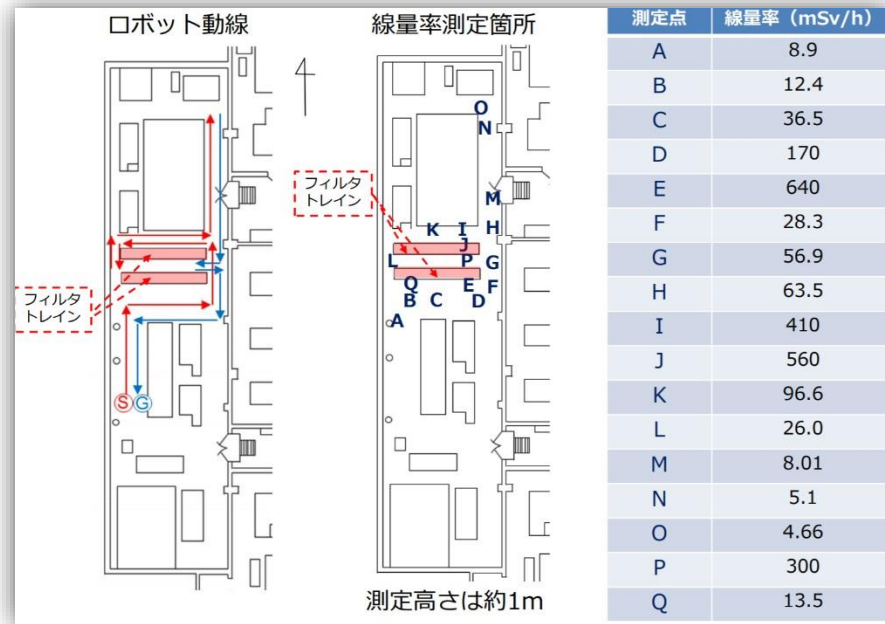 ロボット動線
線量率測定箇所
フィルタ
トレイン
S G
フィルタ
トレイン
O
N
M
K I H
J
L P G
Q E F
B C D
A
測定高さは約1m
測定点 線量率（mSv/h）
A 8.9
B 12.4
C 36.5
D 170
E 640
F 28.3
G 56.9
H 63.5
I 410
J 560
K 96.6
L 26.0
M 8.01
N 5.1
O 4.66
P 300
Q 13.5